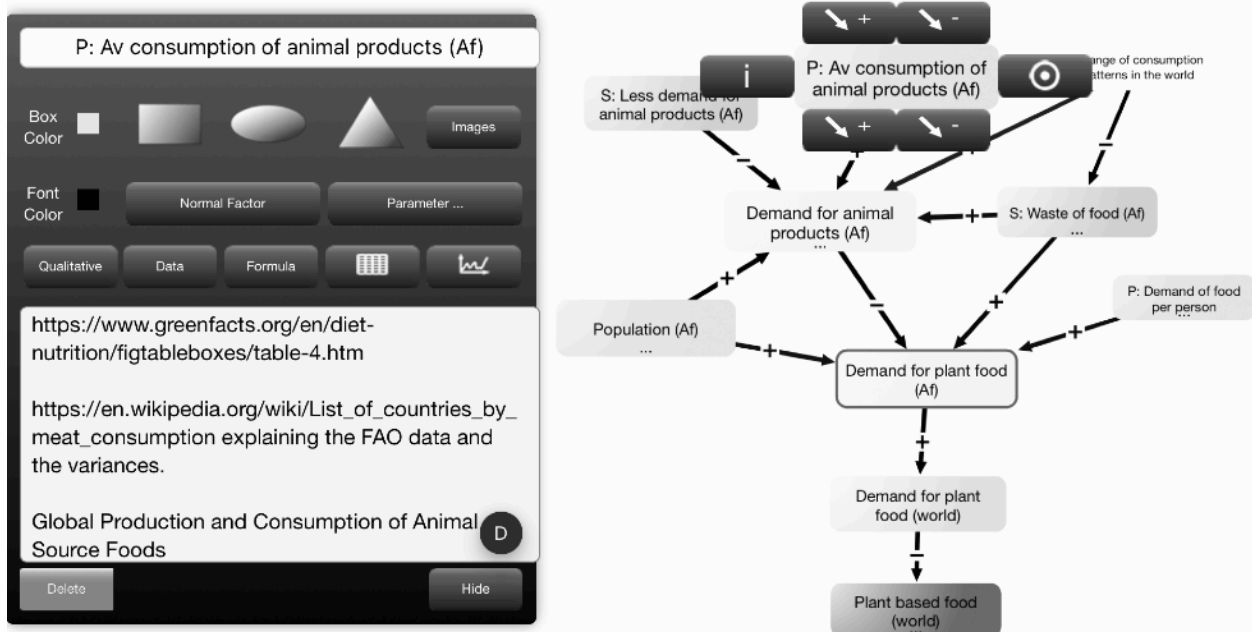 P: Av consumption of animal products (Af)
Box
Color
Images
Font
Color
Normal Factor
Parameter ...
Qualitative
Data
Formula
https://www.greenfacts.org/en/diet-
nutrition/figtableboxes/table-4.htm
https://en.wikipedia.org/wiki/List_of_countries_by_
meat_consumption explaining the FAO data and
the variances.
Global Production and Consumption of Animal
Source Foods
D
Delete
Hide
+
-
i
P: Av consumption of
animal products (Af)
+
-
of consumption
in the world
S: Less demand for
animal products (Af)
–
+
+
–
Demand for animal
products (Af)
...
+
S: Waste of food (Af)
...
+
–
+
P: Demand of food
per person
...
Population (Af)
...
+
+
Demand for plant food
(Af)
+
Demand for plant
food (world)
–
Plant based food
(world)
...